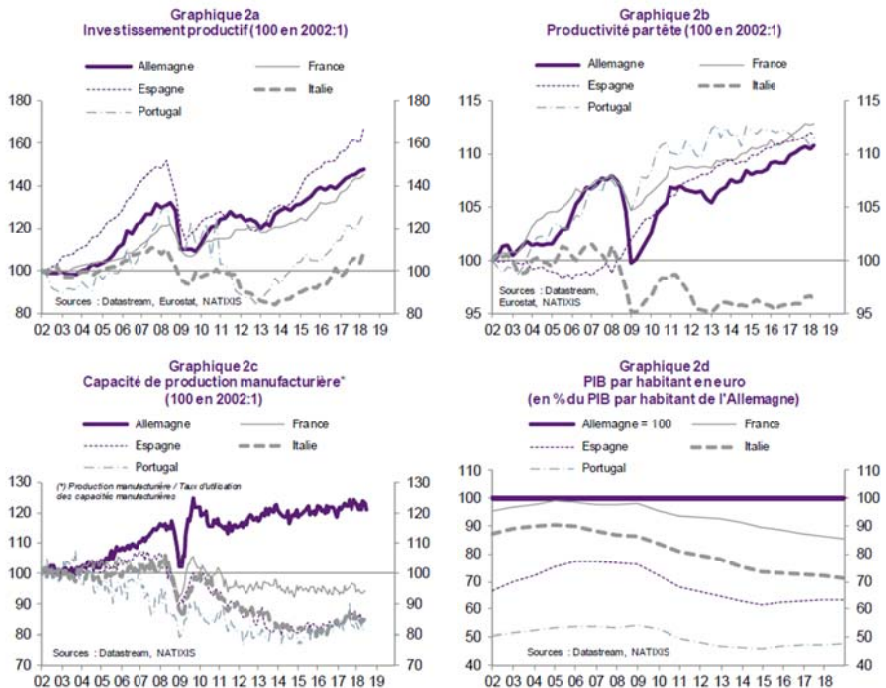 Graphique 2a
Investissement productif (100 en 2002:1)
Allemagne
France
Espagne
Italie
Portugal
180
160
140
120
100
80
180
160
140
120
100
80
Sources : Datastream, Eurostat, NATIXIS
02 03 04 05 06 07 08 09 10 11 12 13 14 15 16 17 18 19
Graphique 2b
Productivité par tête (100 en 2002:1)
Allemagne
France
Espagne
Italie
Portugal
115
110
105
100
95
115
110
105
100
95
Sources : Datastream,
Eurostat, NATIXIS
02 03 04 05 06 07 08 09 10 11 12 13 14 15 16 17 18 19
Graphique 2c
Capacité de production manufacturière*
(100 en 2002:1)
Allemagne
France
Espagne
Italie
Portugal
(*) Production manufacturière / Taux d'utilisation
des capacités manufacturières
130
120
110
100
90
80
70
130
120
110
100
90
80
70
Sources : Datastream, NATIXIS
02 03 04 05 06 07 08 09 10 11 12 13 14 15 16 17 18 19
Graphique 2d
PIB par habitant en euro
(en % du PIB par habitant de l'Allemagne)
Allemagne = 100
France
Espagne
Italie
Portugal
110
100
90
80
70
60
50
40
110
100
90
80
70
60
50
40
Sources : Datastream, NATIXIS
02 03 04 05 06 07 08 09 10 11 12 13 14 15 16 17 18